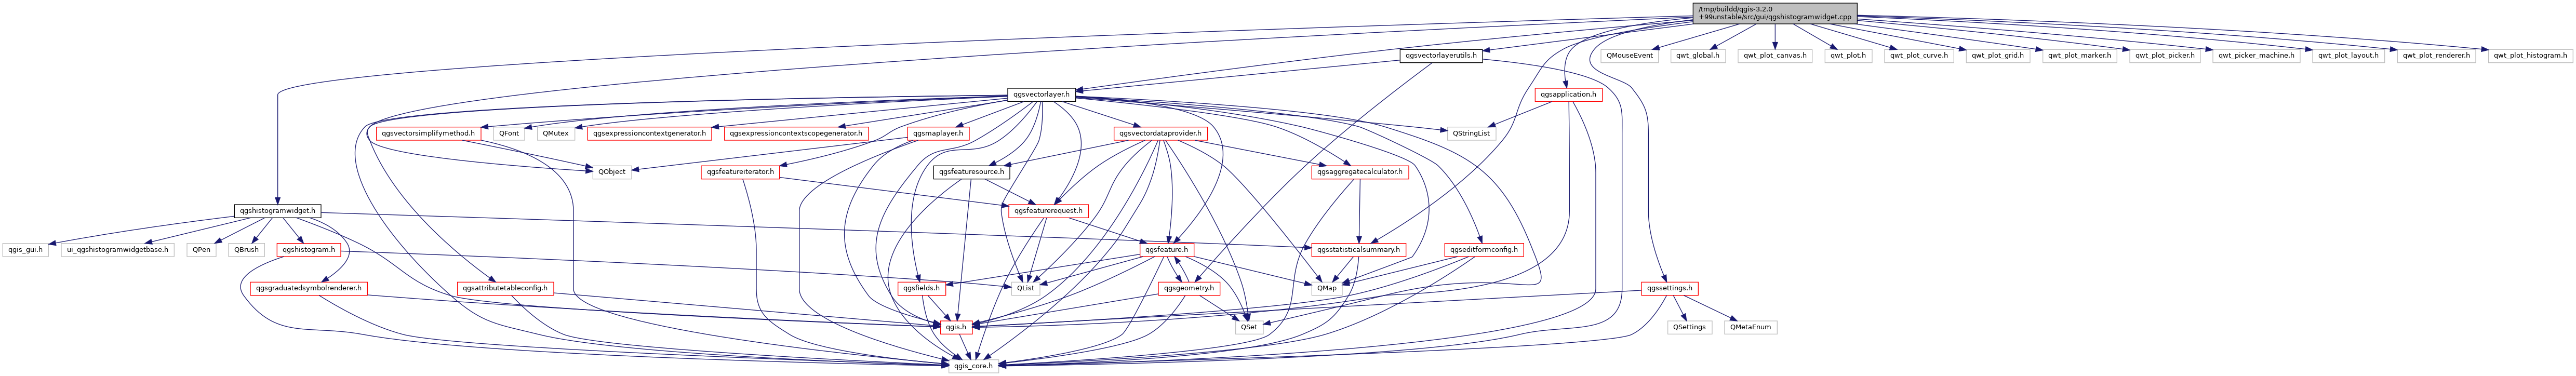 /tmp/buildd/qgis-3.2.0
+99unstable/src/gui/qgshistogramwidget.cpp
qgsvectorlayerutils.h
QMouseEvent
qwt_global.h
qwt_plot_canvas.h
qwt_plot.h
qwt_plot_curve.h
qwt_plot_grid.h
qwt_plot_marker.h
qwt_plot_picker.h
qwt_picker_machine.h
qwt_plot_layout.h
qwt_plot_renderer.h
qwt_plot_histogram.h
qgsvectorlayer.h
qgsapplication.h
qgsvectorsimplifymethod.h
QFont
QMutex
qgsexpressioncontextgenerator.h
qgsexpressioncontextscopegenerator.h
qgsmaplayer.h
qgsvectordataprovider.h
QStringList
QObject
qgsfeatureiterator.h
qgsfeaturesource.h
qgsaggregatecalculator.h
qgshistogramwidget.h
qgsfeaturerequest.h
qgis_gui.h
ui_qgshistogramwidgetbase.h
QPen
QBrush
qgshistogram.h
qgsfeature.h
qgsstatisticalsummary.h
qgseditformconfig.h
qgsgraduatedsymbolrenderer.h
qgsattributetableconfig.h
qgsfields.h
QList
qgsgeometry.h
QMap
qgssettings.h
qgis.h
QSet
QSettings
QMetaEnum
qgis_core.h